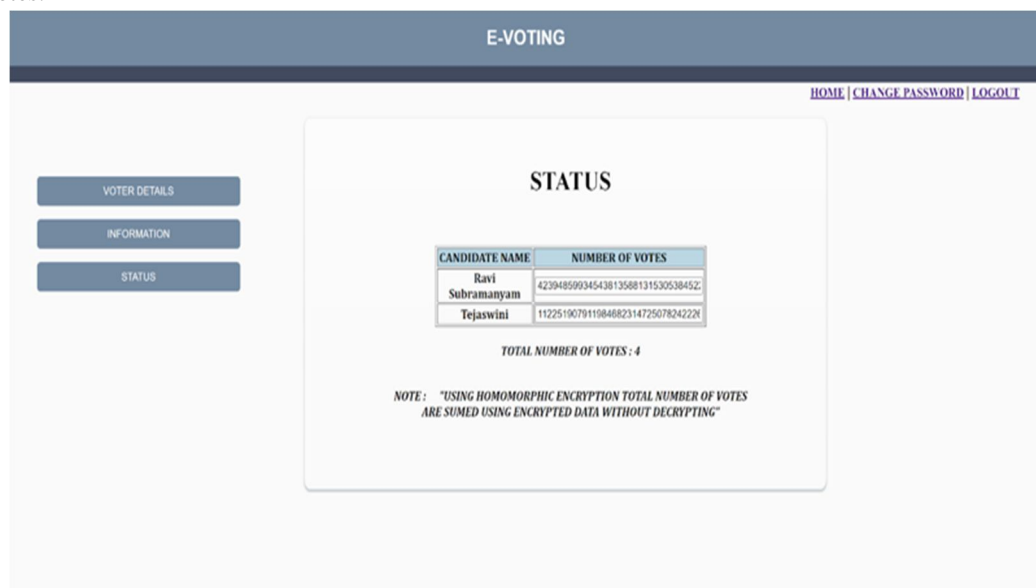 E-VOTING
HOME | CHANGE PASSWORD | LOGOUT
VOTER DETAILS
INFORMATION
STATUS
STATUS
CANDIDATE NAME NUMBER OF VOTES
Ravi
Subramanyam
Tejaswini
TOTAL NUMBER OF VOTES : 4
NOTE : "USING HOMOMORPHIC ENCRYPTION TOTAL NUMBER OF VOTES
ARE SUMED USING ENCRYPTED DATA WITHOUT DECRYPTING"